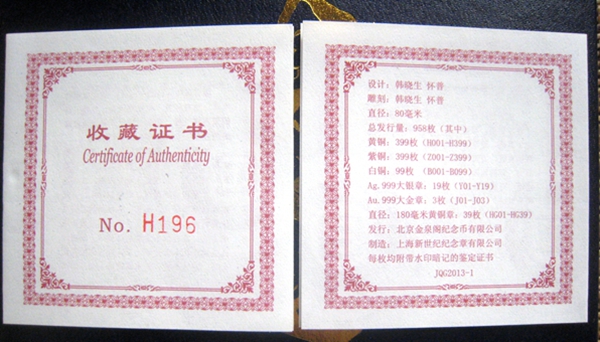 收藏证书
Certificate of Authenticity
No. H196
设计：韩晓生 怀普
雕刻：韩晓生 怀普
直径：80毫米
总发行量：958枚（其中）
黄铜：399枚（H001-H399）
紫铜：399枚（Z001-Z399）
白铜：99枚（B001-B099）
Ag.999大银章：19枚（Y01-Y19）
Au.999大金章：3枚（J01-J03）
直径：180毫米黄铜章：39枚（HG01-HG39）
发行：北京金泉阁纪念币有限公司
制造：上海新世纪纪念章有限公司
每枚均附带水印暗记的鉴定证书
JQG2013-1